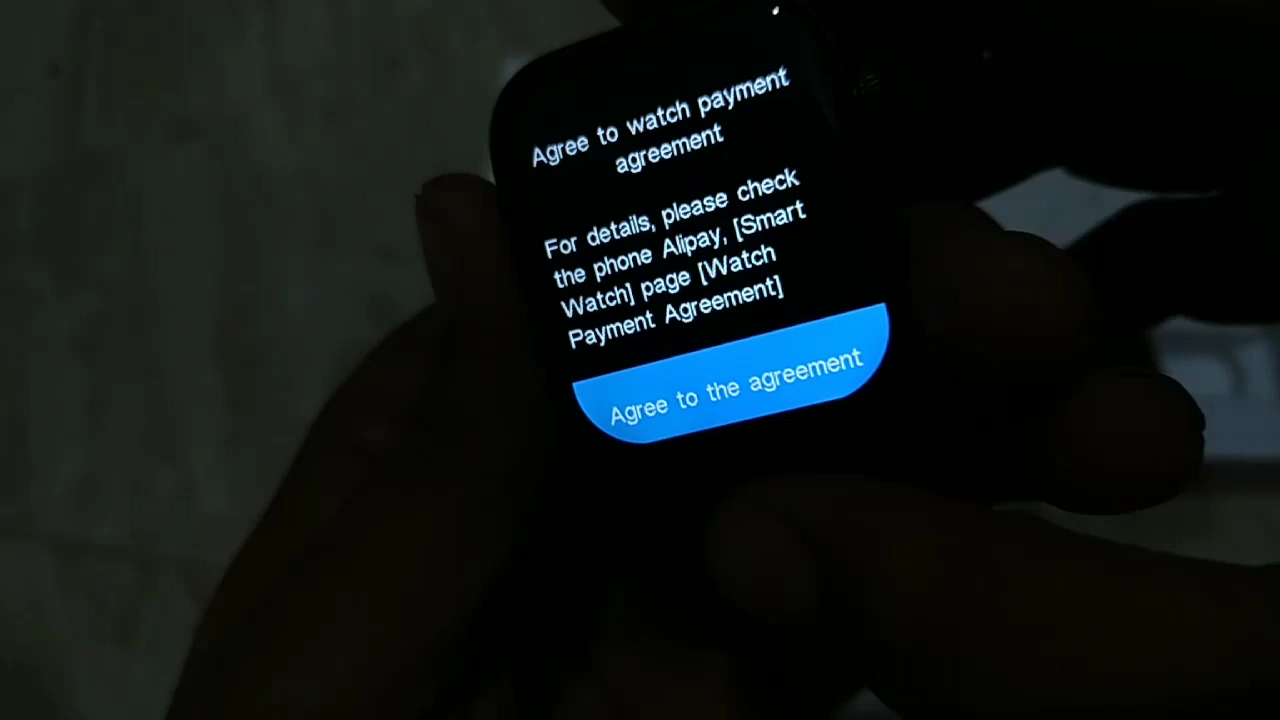 Agree to watch payment
agreement
For details, please check
the phone Alipay, [Smart
Watch] page [Watch
Payment Agreement]
Agree to the agreement